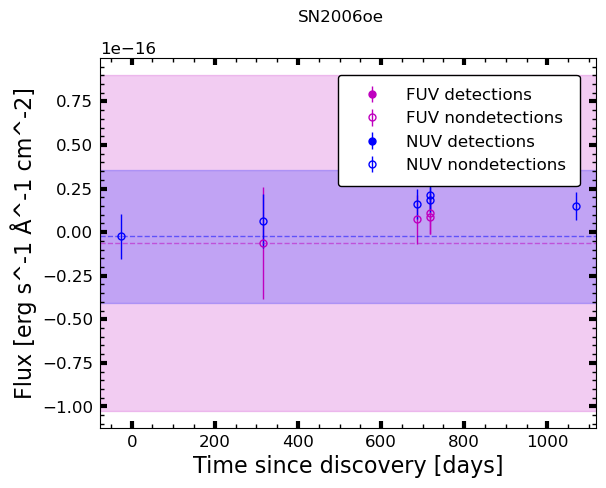 SN2006oe
1e−16
0.75
0.50
0.25
0.00
−0.25
−0.50
−0.75
−1.00
Flux [erg s^-1 Å^-1 cm^-2]
FUV detections
FUV nondetections
NUV detections
NUV nondetections
0 200 400 600 800 1000
Time since discovery [days]